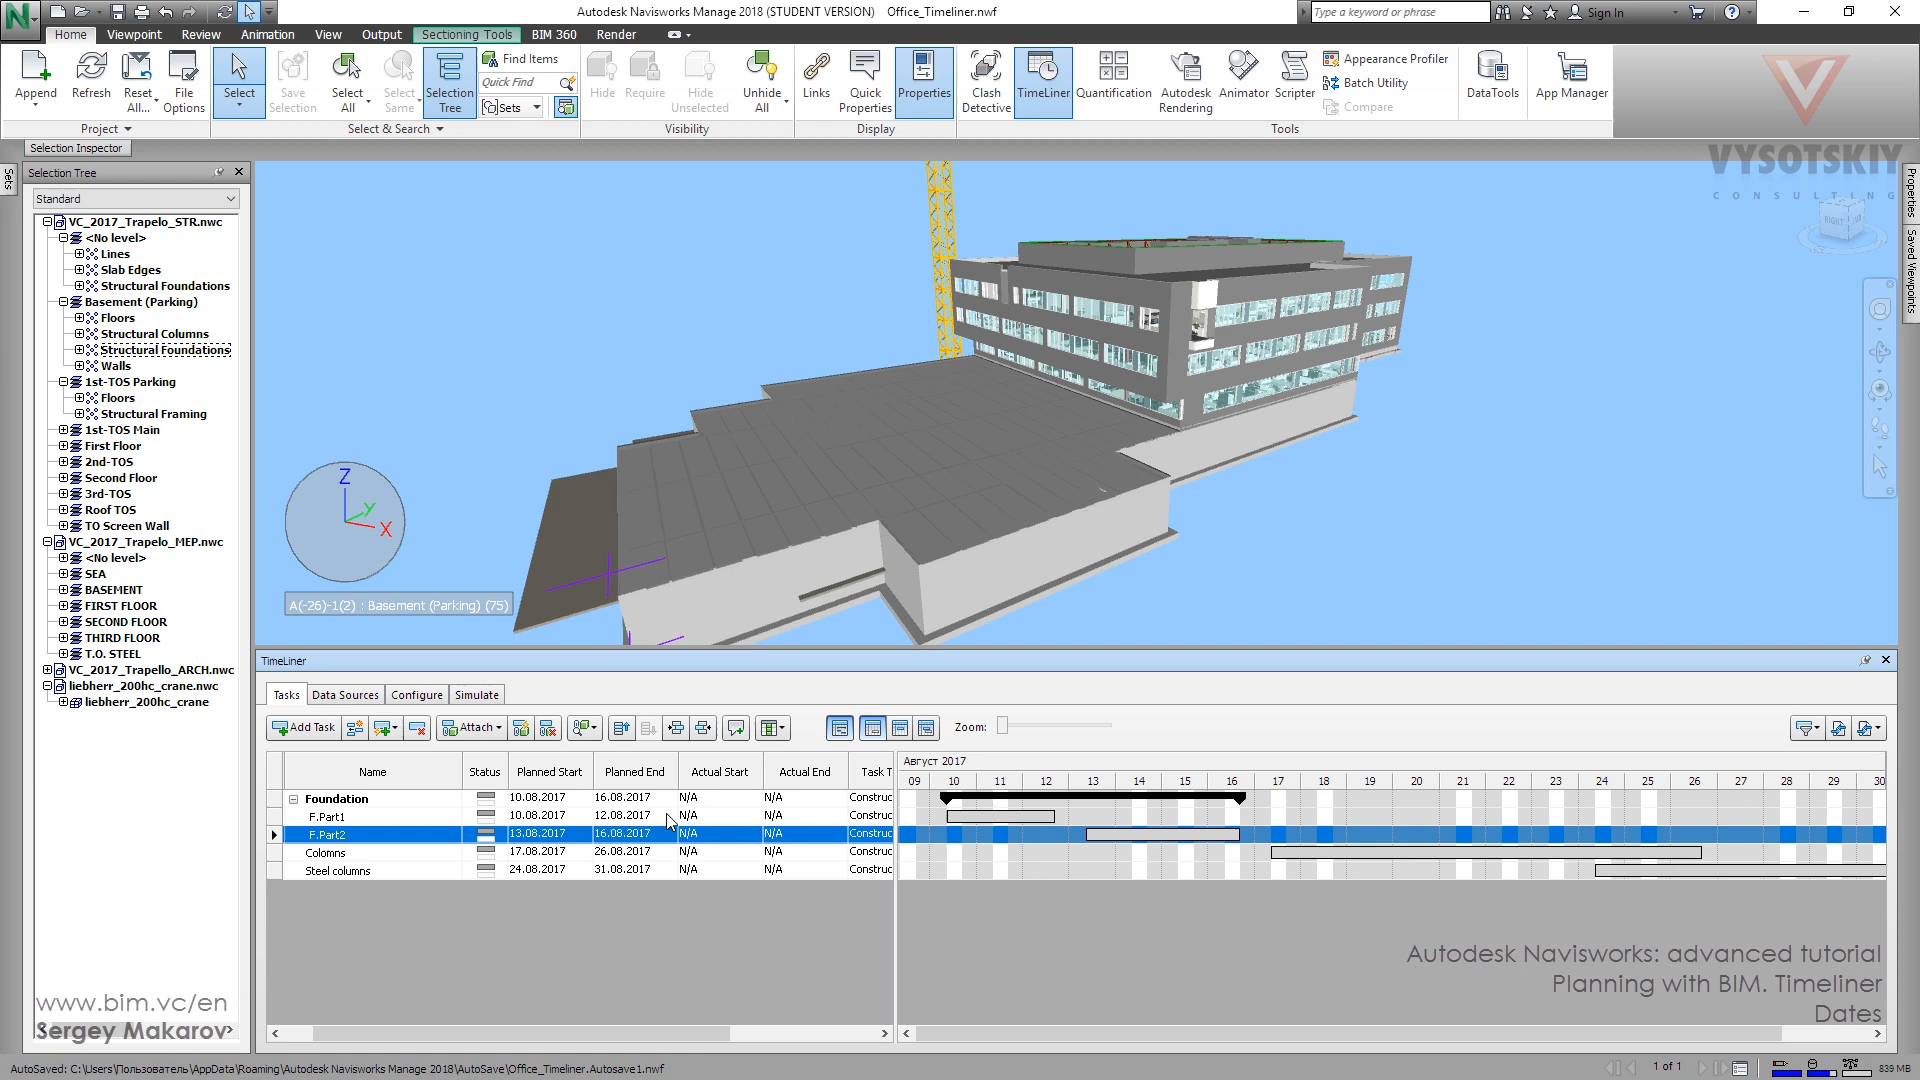 Autodesk Navisworks Manage 2018 (STUDENT VERSION) Office_Timeliner.nwf
Type a keyword or phrase
Sign In
Home Viewpoint Review Animation View Output Sectioning Tools BIM 360 Render
Append
Refresh
Reset All...
File Options
Project
Select
Save Selection
Select All
Select Same
Selection Tree
Find Items
Quick Find
Sets
Select & Search
Hide
Require
Hide Unselected
Unhide All
Visibility
Links
Quick Properties
Properties
Display
Clash Detective
TimeLiner
Quantification
Autodesk Rendering
Animator
Scripter
Appearance Profiler
Batch Utility
Compare
Tools
DataTools
App Manager
VYSOTSKIY
CONSULTING
Selection Inspector
Sets
Selection Tree
Standard
VC_2017_Trapelo_STR.nwc
<No level>
Lines
Slab Edges
Structural Foundations
Basement (Parking)
Floors
Structural Columns
Structural Foundations
Walls
1st-TOS Parking
Floors
Structural Framing
1st-TOS Main
First Floor
2nd-TOS
Second Floor
3rd-TOS
Roof TOS
TO Screen Wall
VC_2017_Trapelo_MEP.nwc
<No level>
SEA
BASEMENT
FIRST FLOOR
SECOND FLOOR
THIRD FLOOR
T.O. STEEL
VC_2017_Trapello_ARCH.nwc
liebherr_200hc_crane.nwc
liebherr_200hc_crane
www.bim.vc/en
Sergey Makarov
Z
Y
X
A(-26)-1(2) : Basement (Parking) (75)
RIGHT
Properties
Saved Viewpoints
TimeLiner
Tasks Data Sources Configure Simulate
Add Task
Attach
Zoom:
Name Status Planned Start Planned End Actual Start Actual End Task T
Foundation 10.08.2017 16.08.2017 N/A N/A Construc
F.Part1 10.08.2017 12.08.2017 N/A N/A Construc
F.Part2 13.08.2017 16.08.2017 N/A N/A Construc
Colomns 17.08.2017 26.08.2017 N/A N/A Construc
Steel columns 24.08.2017 31.08.2017 N/A N/A Construc
Август 2017
09 10 11 12 13 14 15 16 17 18 19 20 21 22 23 24 25 26 27 28 29 30
Autodesk Navisworks: advanced tutorial
Planning with BIM. Timeliner
Dates
AutoSaved: C:\Users\Пользователь\AppData\Roaming\Autodesk Navisworks Manage 2018\AutoSave\Office_Timeliner.Autosave1.nwf
1 of 1
839 MB